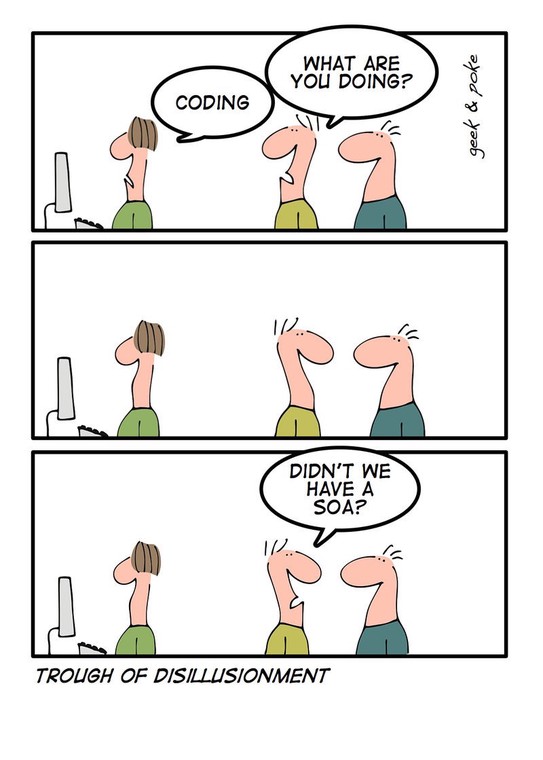 WHAT ARE
YOU DOING?
CODING
geek & poke
DIDN'T WE
HAVE A
SOA?
TROUGH OF DISILLUSIONMENT